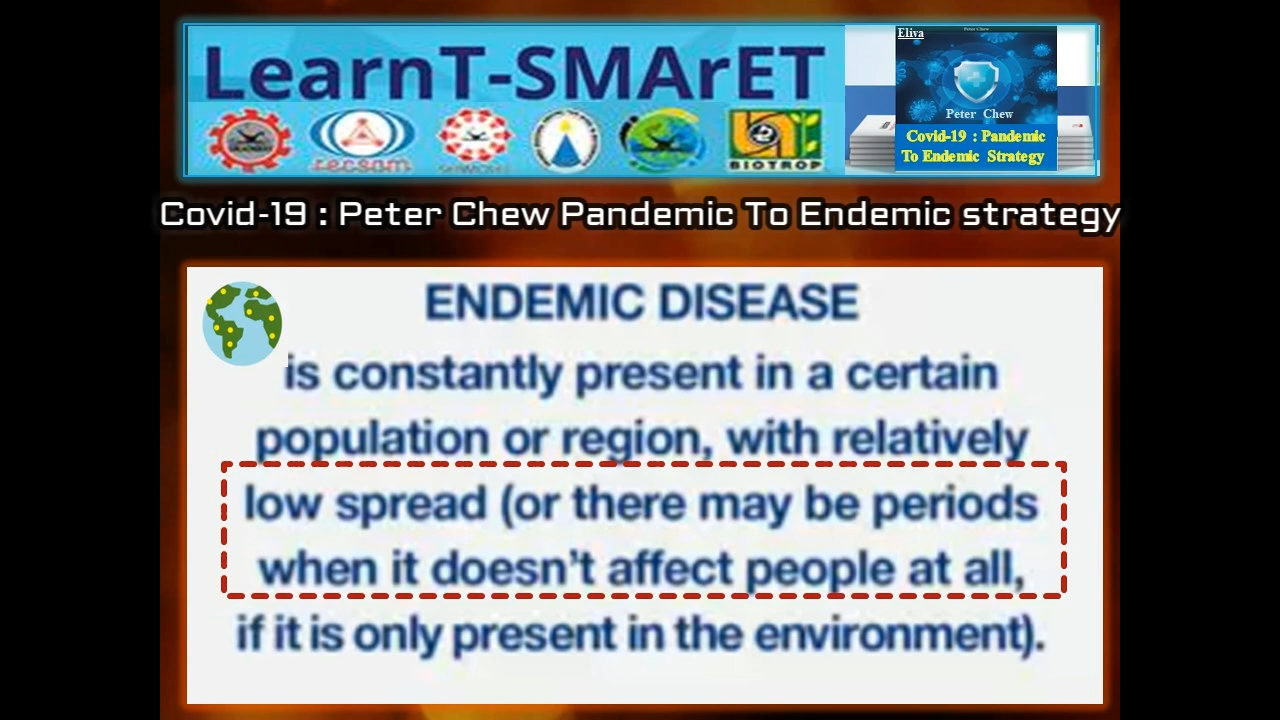 LearnT-SMArET
Eliva
Peter Chew
Covid-19 : Pandemic
To Endemic Strategy
recsam
BIOTROP
Covid-19 : Peter Chew Pandemic To Endemic strategy
ENDEMIC DISEASE
is constantly present in a certain
population or region, with relatively
low spread (or there may be periods
when it doesn't affect people at all,
if it is only present in the environment).